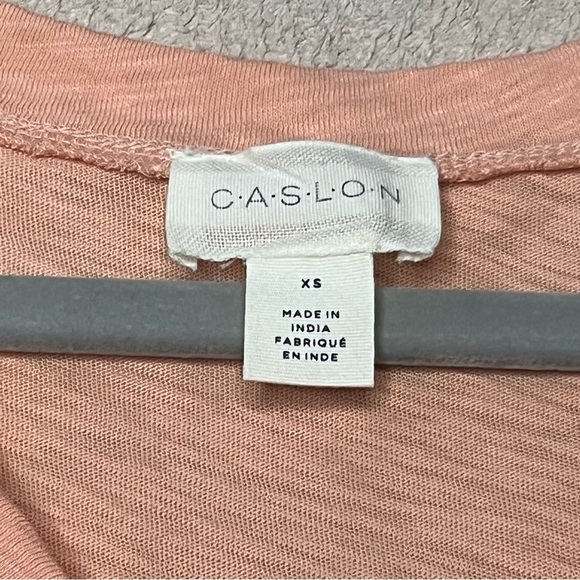 C·A·S·L·O·N
XS
MADE IN
INDIA
FABRIQUÉ
EN INDE